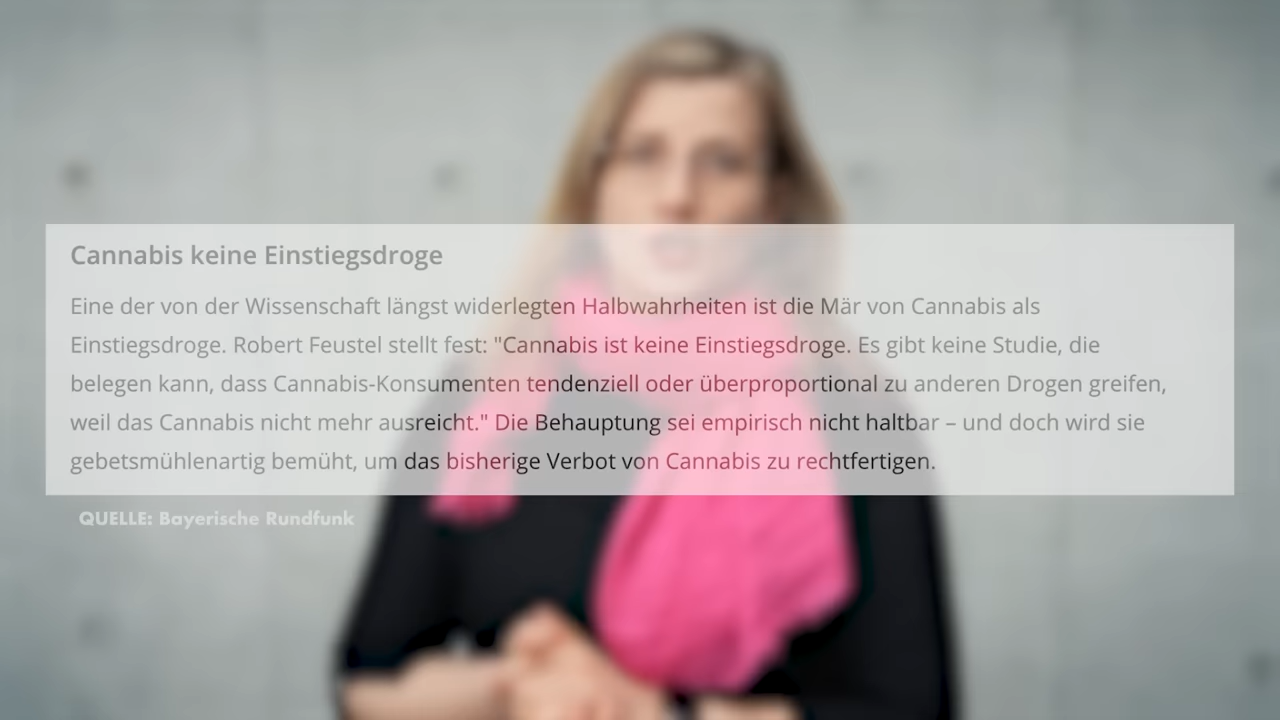 Cannabis keine Einstiegsdroge
Eine der von der Wissenschaft längst widerlegten Halbwahrheiten ist die Mär von Cannabis als
Einstiegsdroge. Robert Feustel stellt fest: "Cannabis ist keine Einstiegsdroge. Es gibt keine Studie, die
belegen kann, dass Cannabis-Konsumenten tendenziell oder überproportional zu anderen Drogen greifen,
weil das Cannabis nicht mehr ausreicht." Die Behauptung sei empirisch nicht haltbar – und doch wird sie
gebetsmühlenartig bemüht, um das bisherige Verbot von Cannabis zu rechtfertigen.
QUELLE: Bayerische Rundfunk